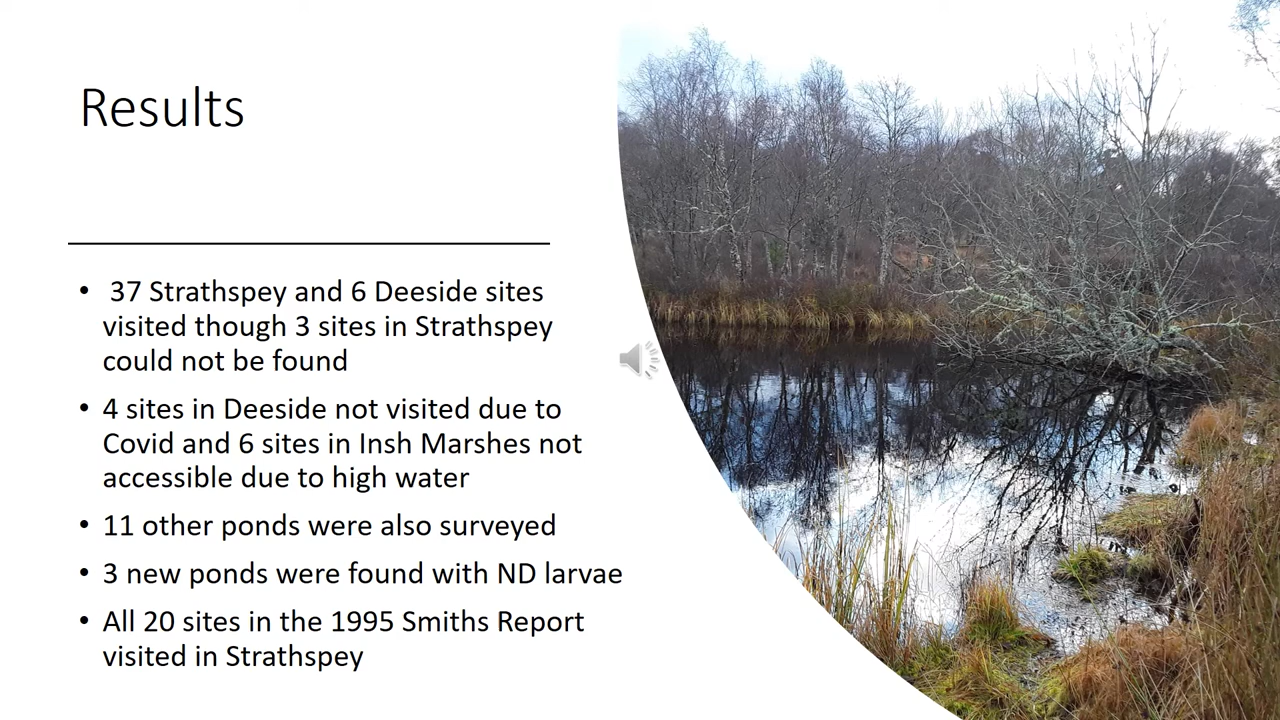 Results
• 37 Strathspey and 6 Deeside sites
visited though 3 sites in Strathspey
could not be found
• 4 sites in Deeside not visited due to
Covid and 6 sites in Insh Marshes not
accessible due to high water
• 11 other ponds were also surveyed
• 3 new ponds were found with ND larvae
• All 20 sites in the 1995 Smiths Report
visited in Strathspey